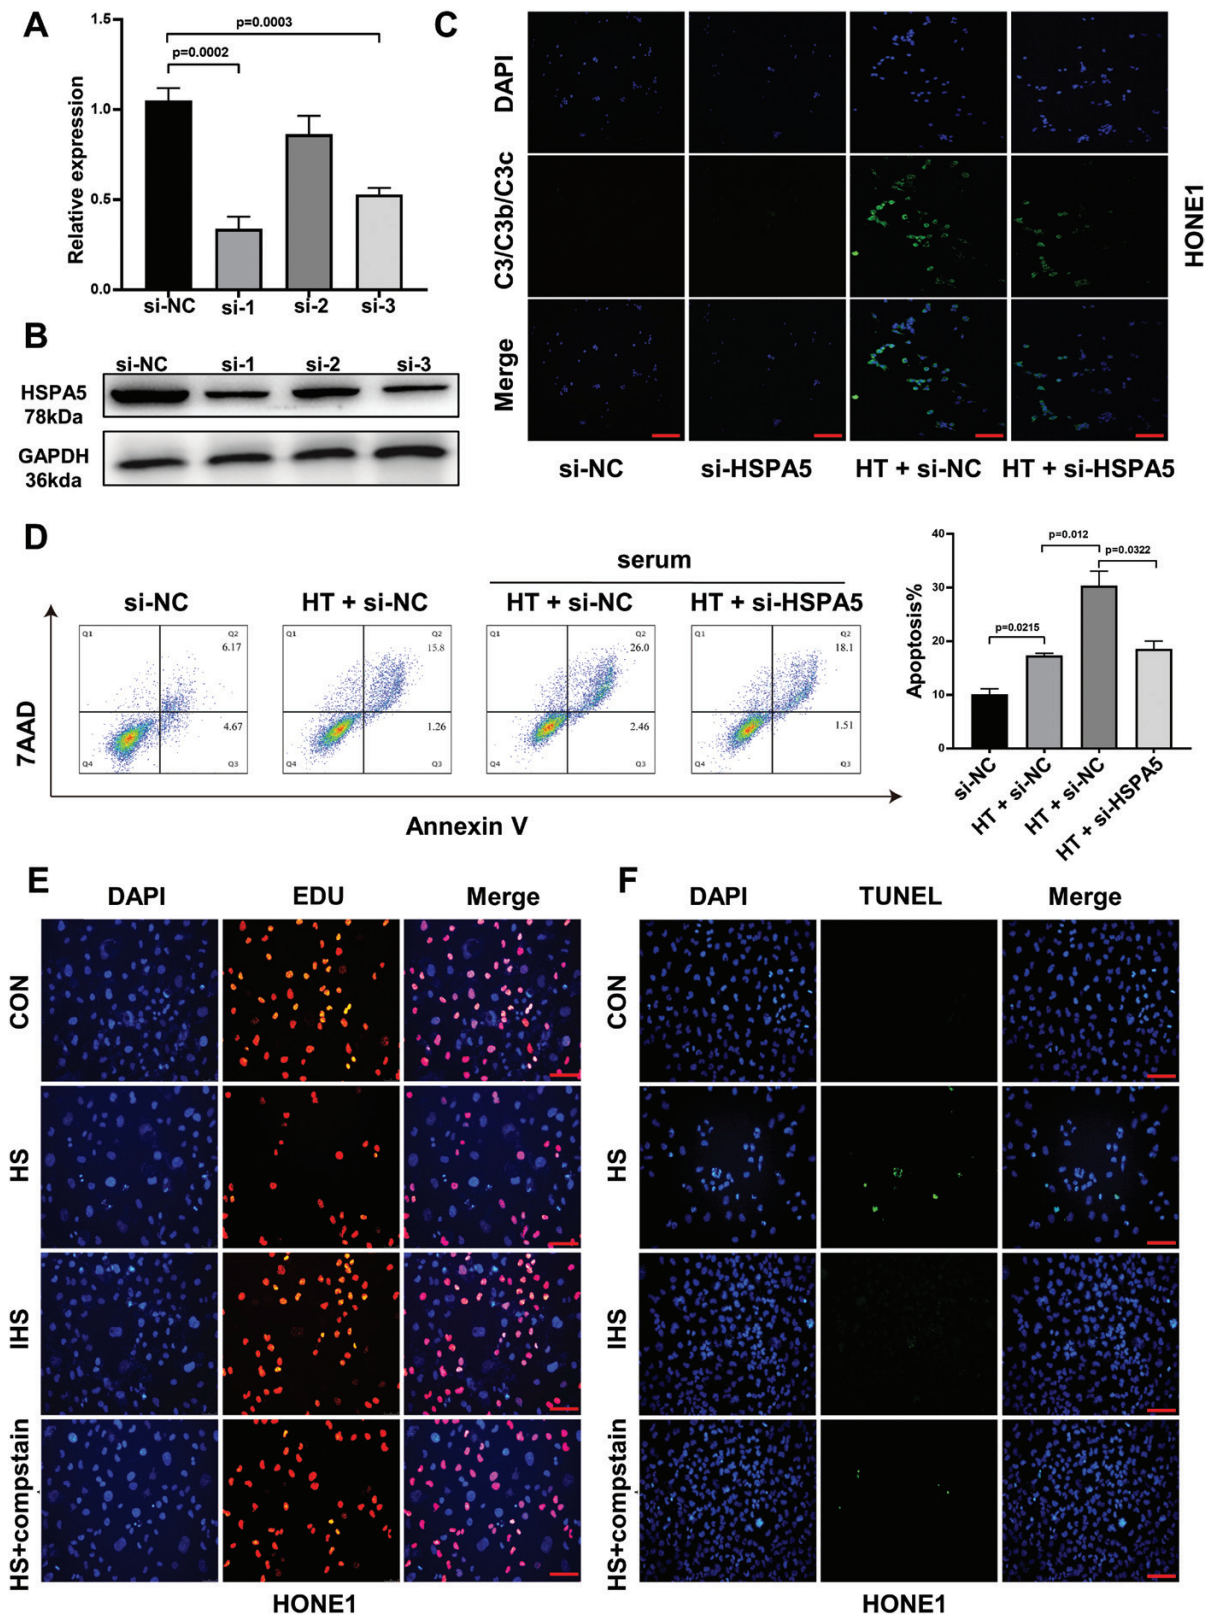 A
1.5
1.0
0.5
0.0
Relative expression
p=0.0003
p=0.0002
si-NC
si-1
si-2
si-3
B
si-NC si-1 si-2 si-3
HSPA5
78kDa
GAPDH
36kda
C
DAPI
C3/C3b/C3c
Merge
HONE1
si-NC si-HSPA5 HT + si-NC HT + si-HSPA5
D
serum
si-NC HT + si-NC HT + si-NC HT + si-HSPA5
Q1 Q2 Q1 Q2 Q1 Q2 Q1 Q2
6.17 15.8 26.0 18.1
4.67 1.26 2.46 1.51
Q4 Q3 Q4 Q3 Q4 Q3 Q4 Q3
7AAD
Annexin V
40
30
20
10
0
Apoptosis%
p=0.012
p=0.0322
p=0.0215
si-NC
HT + si-NC
HT + si-NC
HT + si-HSPA5
E
DAPI EDU Merge
CON
HS
IHS
HS+compstain
HONE1
F
DAPI TUNEL Merge
CON
HS
IHS
HS+compstain
HONE1